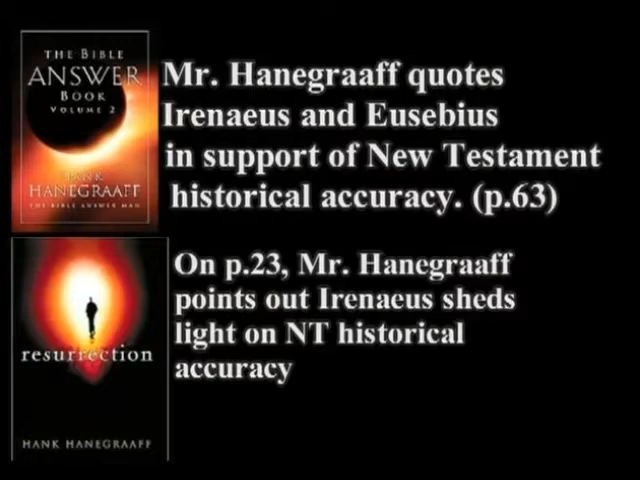 THE BIBLE
ANSWER
BOOK
VOLUME 2
HANK
HANEGRAAFF
THE BIBLE ANSWER MAN
Mr. Hanegraaff quotes
Irenaeus and Eusebius
in support of New Testament
historical accuracy. (p.63)
resurrection
HANK HANEGRAAFF
On p.23, Mr. Hanegraaff
points out Irenaeus sheds
light on NT historical
accuracy